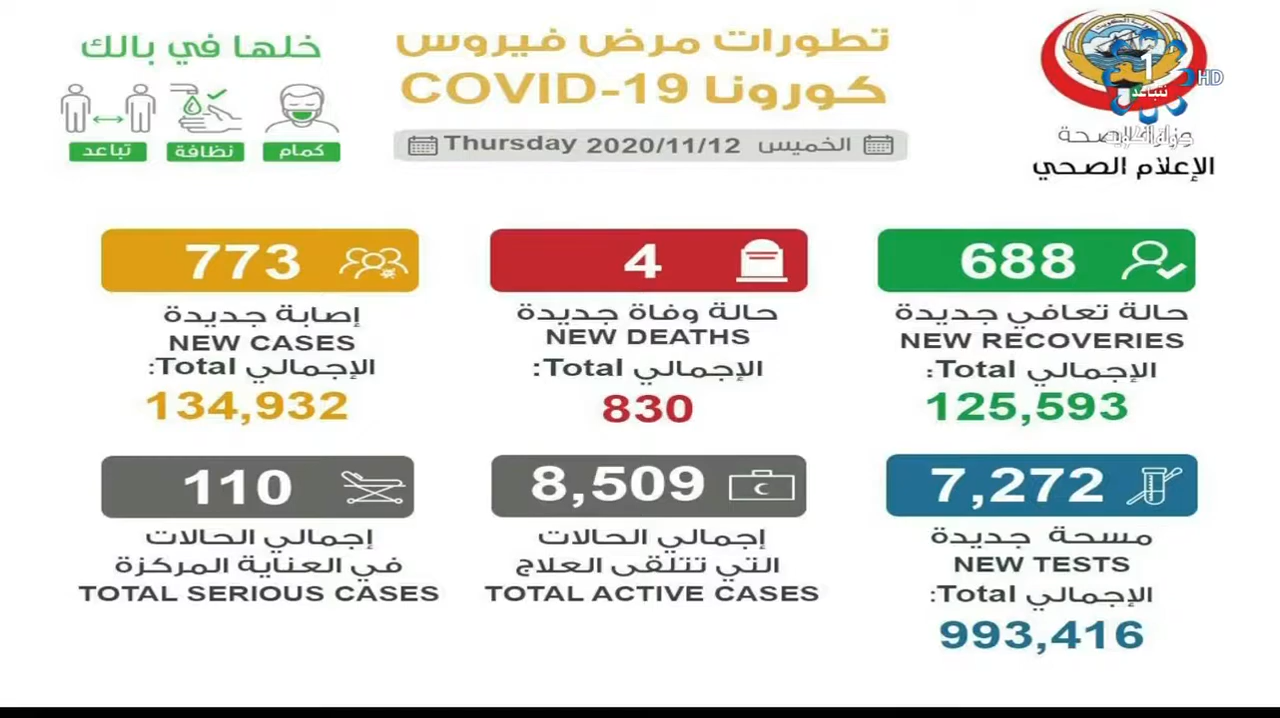 تطورات مرض فيروس
كورونا COVID-19
الخميس 2020/11/12 Thursday
خلها في بالك
كمام
نظافة
تباعد
1
HD
نتباعد
الإعلام الصحي
688
حالة تعافي جديدة
NEW RECOVERIES
الإجمالي Total:
125,593
4
حالة وفاة جديدة
NEW DEATHS
الإجمالي Total:
830
773
إصابة جديدة
NEW CASES
الإجمالي Total:
134,932
7,272
مسحة جديدة
NEW TESTS
الإجمالي Total:
993,416
8,509
إجمالي الحالات
التي تتلقى العلاج
TOTAL ACTIVE CASES
110
إجمالي الحالات
في العناية المركزة
TOTAL SERIOUS CASES